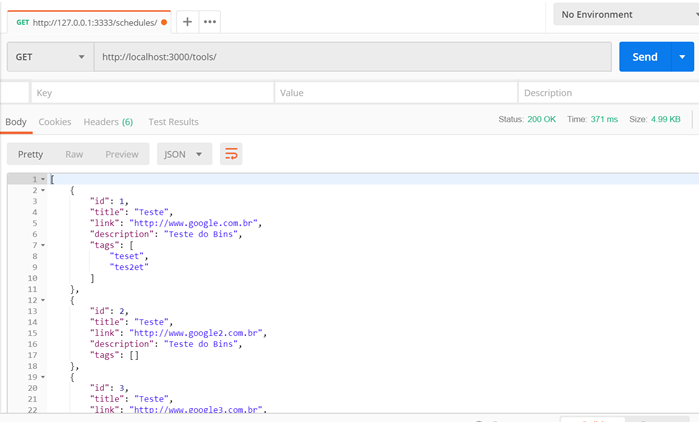 GET http://127.0.0.1:3333/schedules/
+
•••
No Environment
GET http://localhost:3000/tools/
Send
Key Value Description
Body Cookies Headers (6) Test Results Status: 200 OK Time: 371 ms Size: 4.99 KB
Pretty Raw Preview JSON
1 [
2 {
3 "id": 1,
4 "title": "Teste",
5 "link": "http://www.google.com.br",
6 "description": "Teste do Bins",
7 "tags": [
8 "teset",
9 "tes2et"
10 ]
11 },
12 {
13 "id": 2,
14 "title": "Teste",
15 "link": "http://www.google2.com.br",
16 "description": "Teste do Bins",
17 "tags": []
18 },
19 {
20 "id": 3,
21 "title": "Teste",
22 "link": "http://www.google3.com.br",